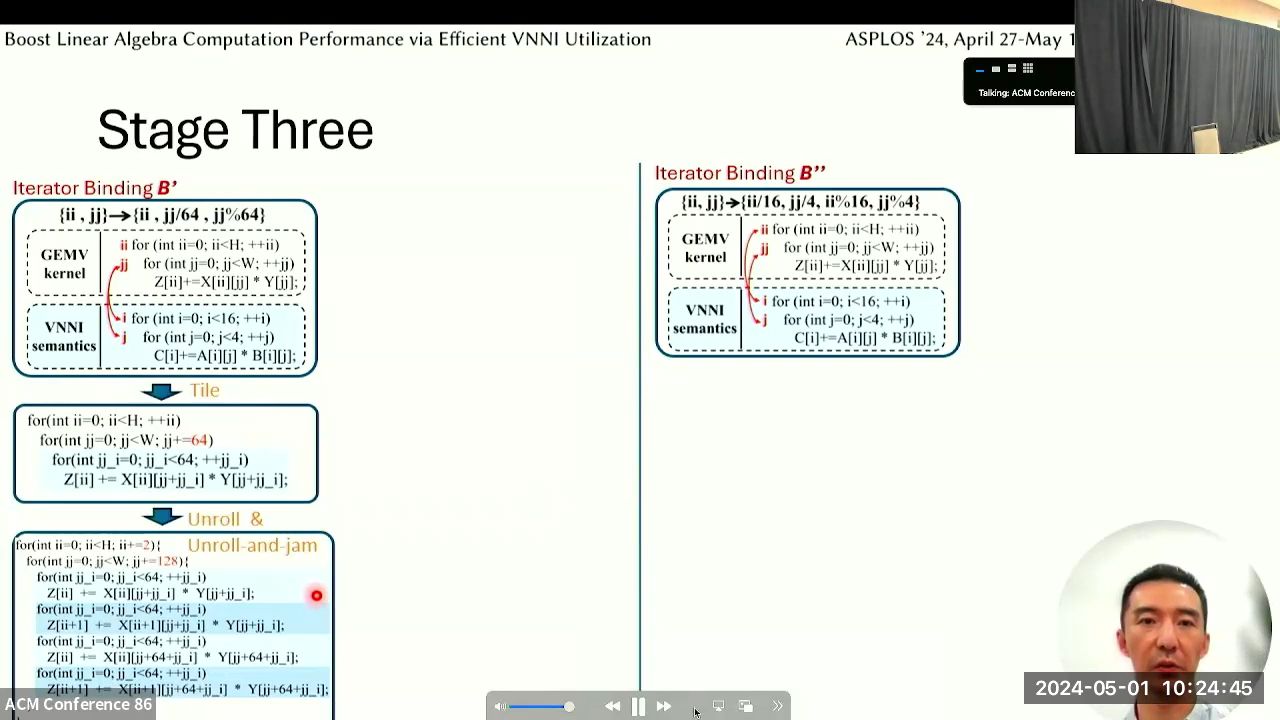 Boost Linear Algebra Computation Performance via Efficient VNNI Utilization
ASPLOS '24, April 27-May 1
Talking: ACM Conferenc
Stage Three
Iterator Binding B'
{ii , jj}→{ii , jj/64 , jj%64}
GEMV kernel
ii for (int ii=0; ii<H; ++ii)
jj for (int jj=0; jj<W; ++jj)
Z[ii]+=X[ii][jj] * Y[jj];
VNNI semantics
i for (int i=0; i<16; ++i)
j for (int j=0; j<4; ++j)
C[i]+=A[i][j] * B[i][j];
Tile
for(int ii=0; ii<H; ++ii)
for(int jj=0; jj<W; jj+=64)
for(int jj_i=0; jj_i<64; ++jj_i)
Z[ii] += X[ii][jj+jj_i] * Y[jj+jj_i];
Unroll &
Unroll-and-jam
for(int ii=0; ii<H; ii+=2){
for(int jj=0; jj<W; jj+=128){
for(int jj_i=0; jj_i<64; ++jj_i)
Z[ii] += X[ii][jj+jj_i] * Y[jj+jj_i];
for(int jj_i=0; jj_i<64; ++jj_i)
Z[ii+1] += X[ii+1][jj+jj_i] * Y[jj+jj_i];
for(int jj_i=0; jj_i<64; ++jj_i)
Z[ii] += X[ii][jj+64+jj_i] * Y[jj+64+jj_i];
for(int jj_i=0; jj_i<64; ++jj_i)
Z[ii+1] += X[ii+1][jj+64+jj_i] * Y[jj+64+jj_i];
Iterator Binding B''
{ii, jj}→{ii/16, jj/4, ii%16, jj%4}
GEMV kernel
ii for (int ii=0; ii<H; ++ii)
jj for (int jj=0; jj<W; ++jj)
Z[ii]+=X[ii][jj] * Y[jj];
VNNI semantics
i for (int i=0; i<16; ++i)
j for (int j=0; j<4; ++j)
C[i]+=A[i][j] * B[i][j];
ACM Conference 86
2024-05-01 10:24:45